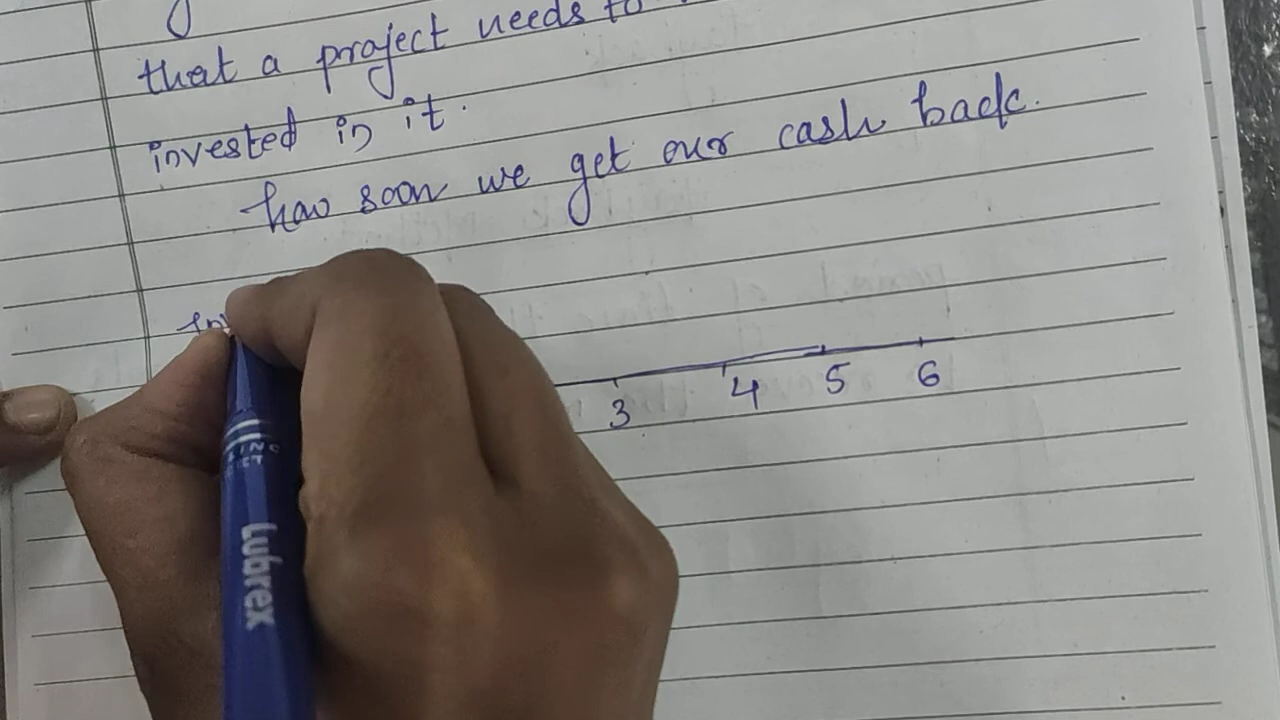 that a project needs to
invested in it.
how soon we get our cash back.
Inv
3 4 5 6
Lubrex